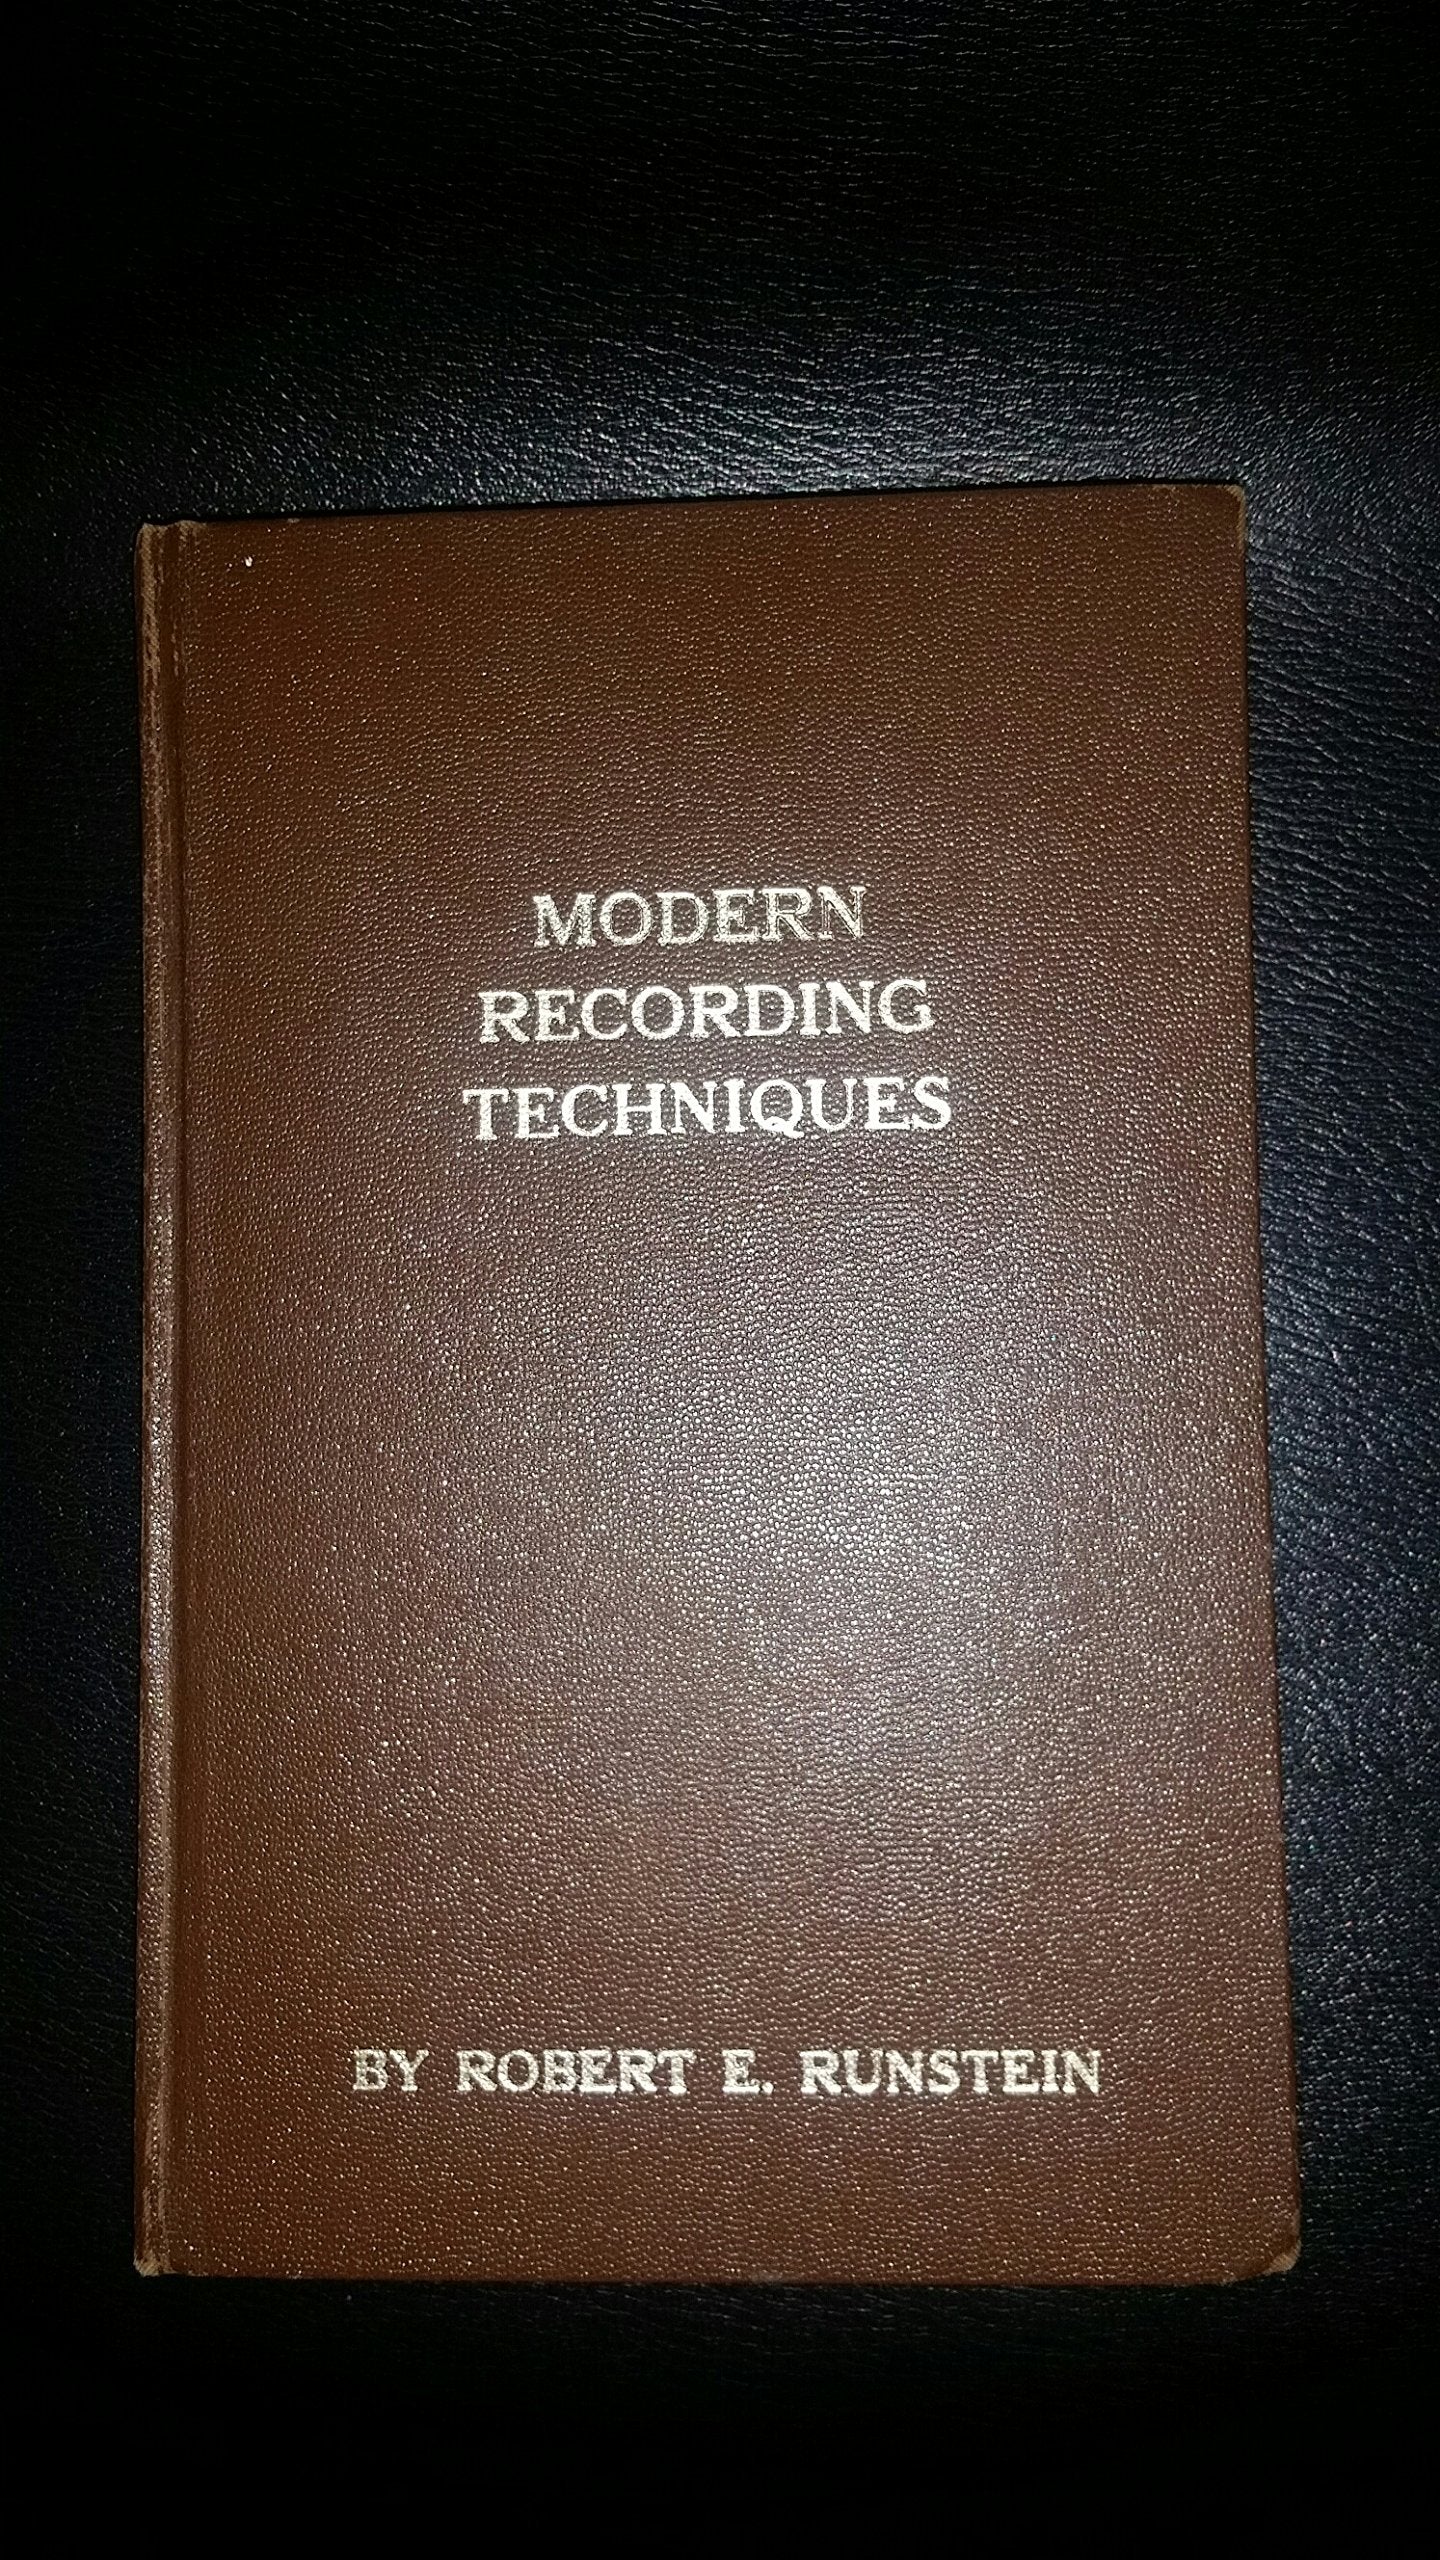 MODERN
RECORDING
TECHNIQUES
BY ROBERT E. RUNSTEIN